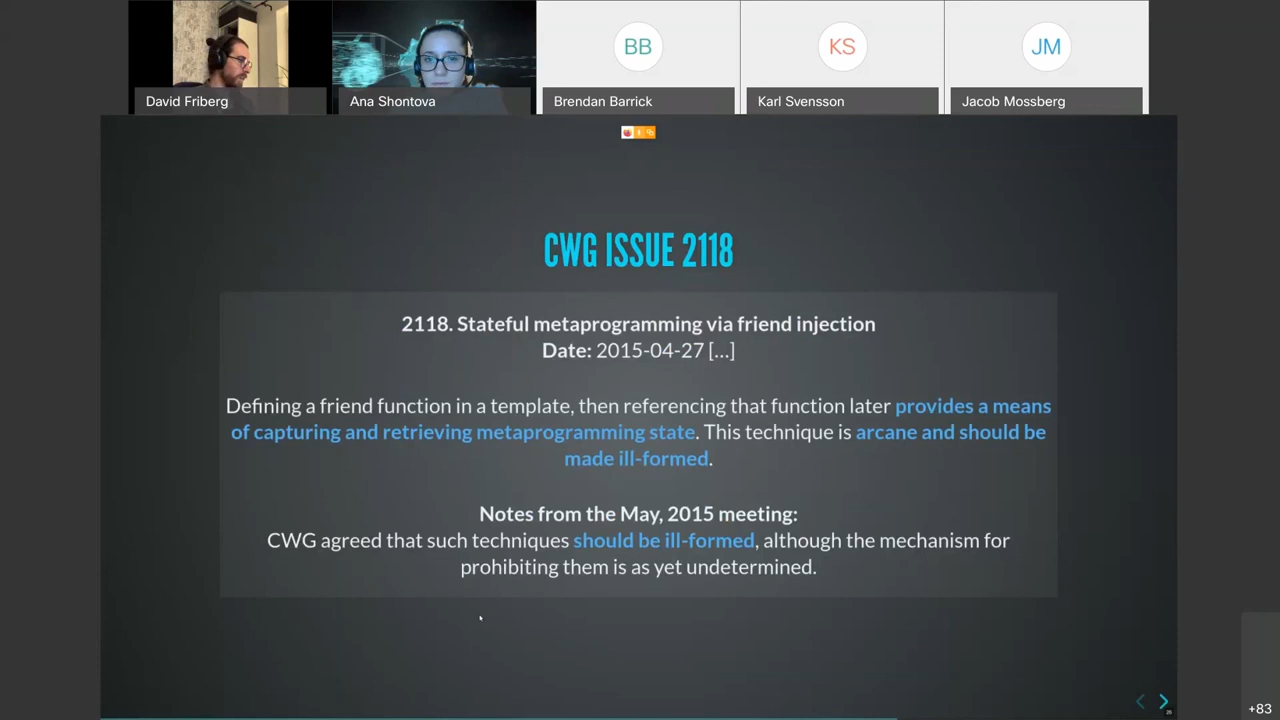 David Friberg
Ana Shontova
BB
Brendan Barrick
KS
Karl Svensson
JM
Jacob Mossberg
CWG ISSUE 2118
2118. Stateful metaprogramming via friend injection
Date: 2015-04-27 [...]
Defining a friend function in a template, then referencing that function later provides a means
of capturing and retrieving metaprogramming state. This technique is arcane and should be
made ill-formed.
Notes from the May, 2015 meeting:
CWG agreed that such techniques should be ill-formed, although the mechanism for
prohibiting them is as yet undetermined.
+83